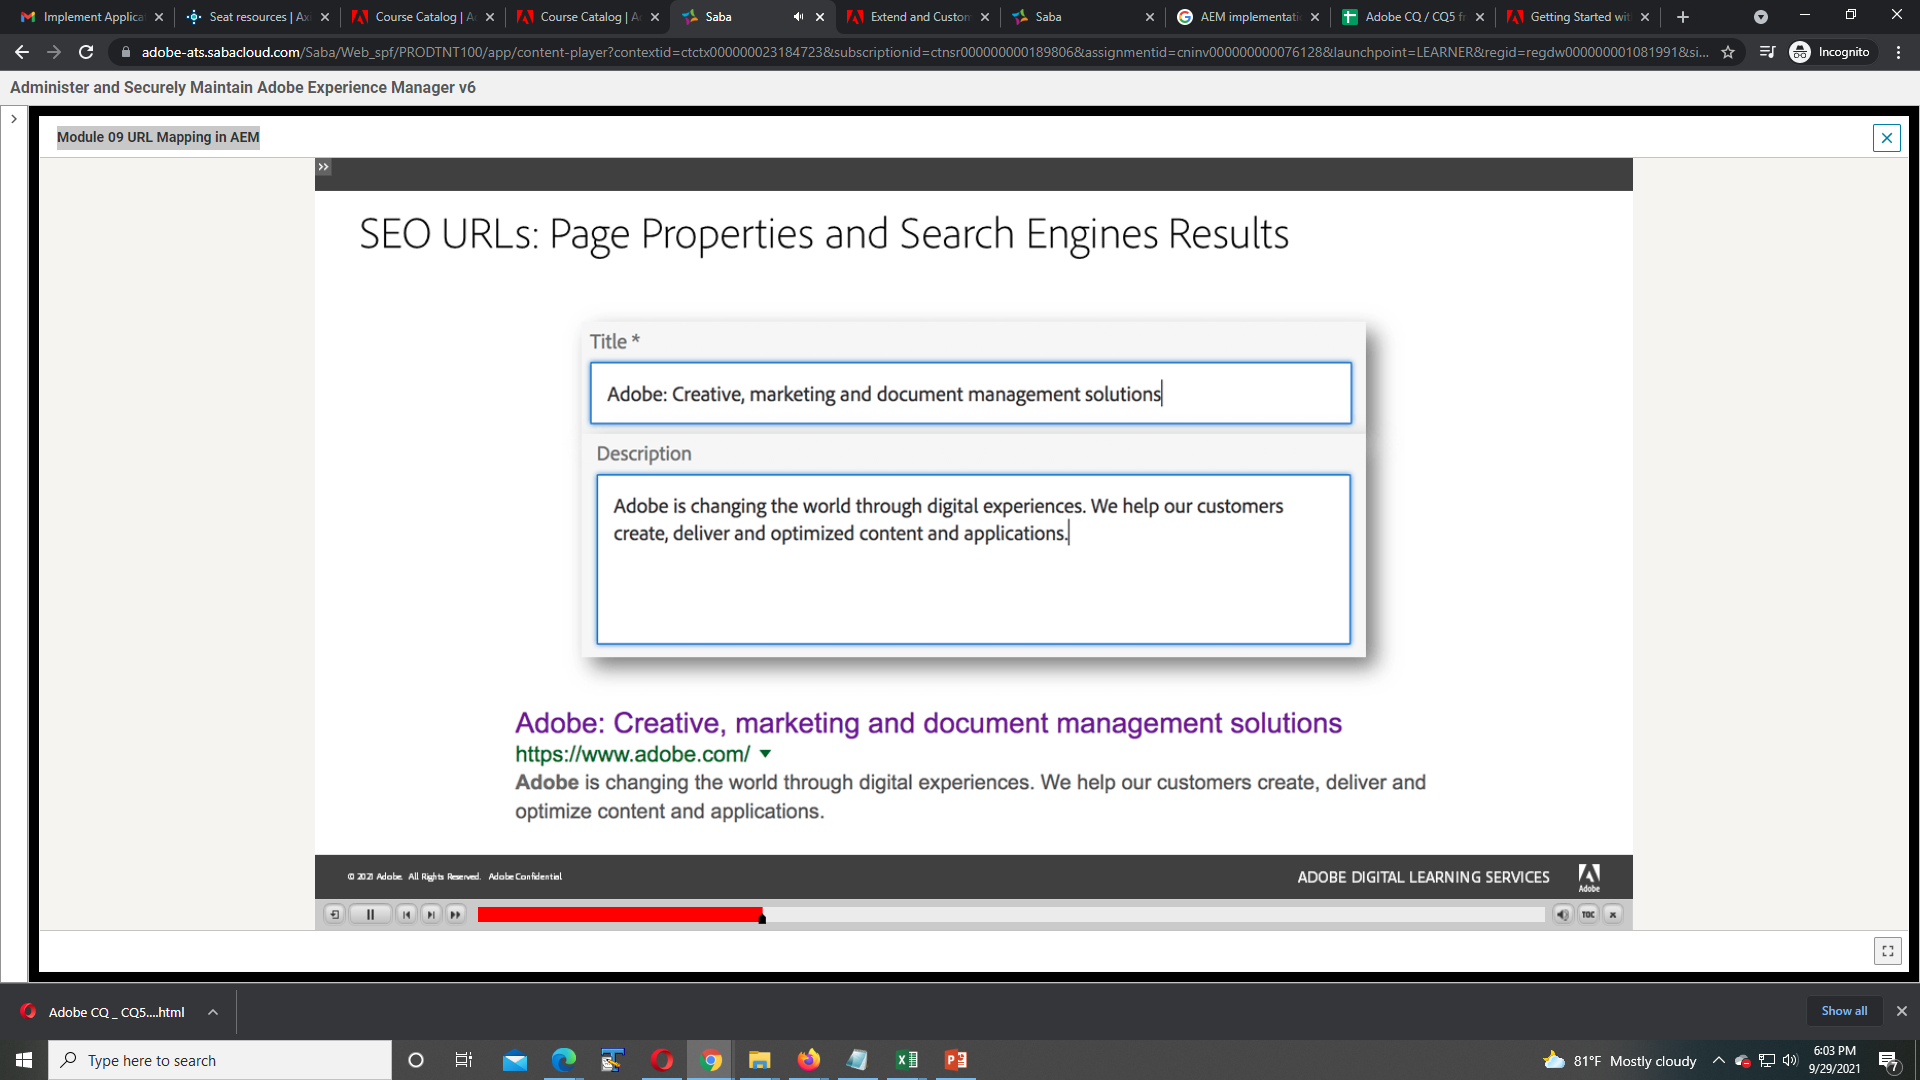 Implement Applica
Seat resources | Ax
Course Catalog | A
Course Catalog | A
Saba
Extend and Custom
Saba
AEM implementati
Adobe CQ / CQ5 f
Getting Started wit
adobe-ats.sabacloud.com/Saba/Web_spf/PRODTNT100/app/content-player?contextid=ctctx000000023184723&subscriptionid=ctnsr000000000189806&assignmentid=cninv000000000076128&launchpoint=LEARNER&regid=regdw000000001081991&si...
Incognito
Administer and Securely Maintain Adobe Experience Manager v6
Module 09 URL Mapping in AEM
SEO URLs: Page Properties and Search Engines Results
Title *
Adobe: Creative, marketing and document management solutions
Description
Adobe is changing the world through digital experiences. We help our customers
create, deliver and optimized content and applications.
Adobe: Creative, marketing and document management solutions
https://www.adobe.com/
Adobe is changing the world through digital experiences. We help our customers create, deliver and
optimize content and applications.
© 2021 Adobe. All Rights Reserved. Adobe Confidential
ADOBE DIGITAL LEARNING SERVICES
Adobe
TOC
Adobe CQ _ CQ5....html
Show all
Type here to search
81°F Mostly cloudy
6:03 PM
9/29/2021
7